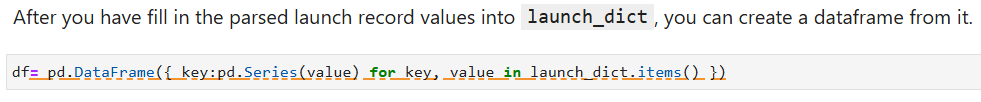 After you have fill in the parsed launch record values into launch_dict, you can create a dataframe from it.
df= pd.DataFrame({ key:pd.Series(value) for key, value in launch_dict.items() })